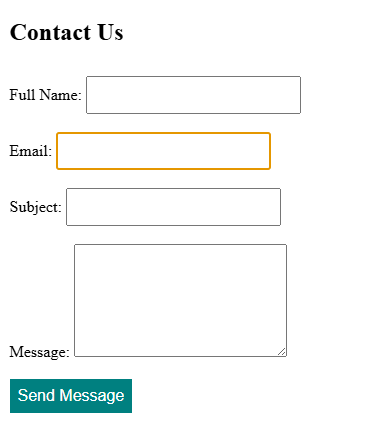 Contact Us
Full Name:
Email:
Subject:
Message:
Send Message